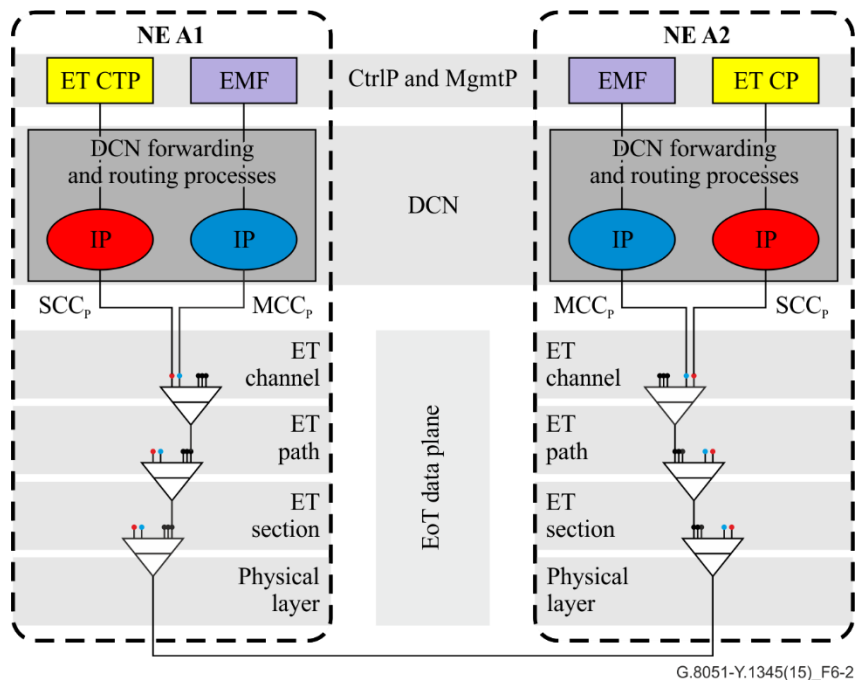 NE A1
NE A2
ET CTP
EMF
CtrlP and MgmtP
EMF
ET CP
DCN forwarding
and routing processes
DCN
DCN forwarding
and routing processes
IP
IP
IP
IP
SCCP
MCCP
MCCP
SCCP
ET
channel
ET
channel
ET
path
ET
path
EoT data plane
ET
section
ET
section
Physical
layer
Physical
layer
G.8051-Y.1345(15)_F6-2